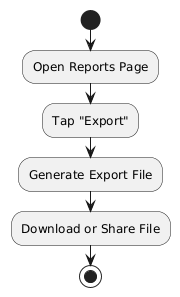 Open Reports Page
Tap "Export"
Generate Export File
Download or Share File